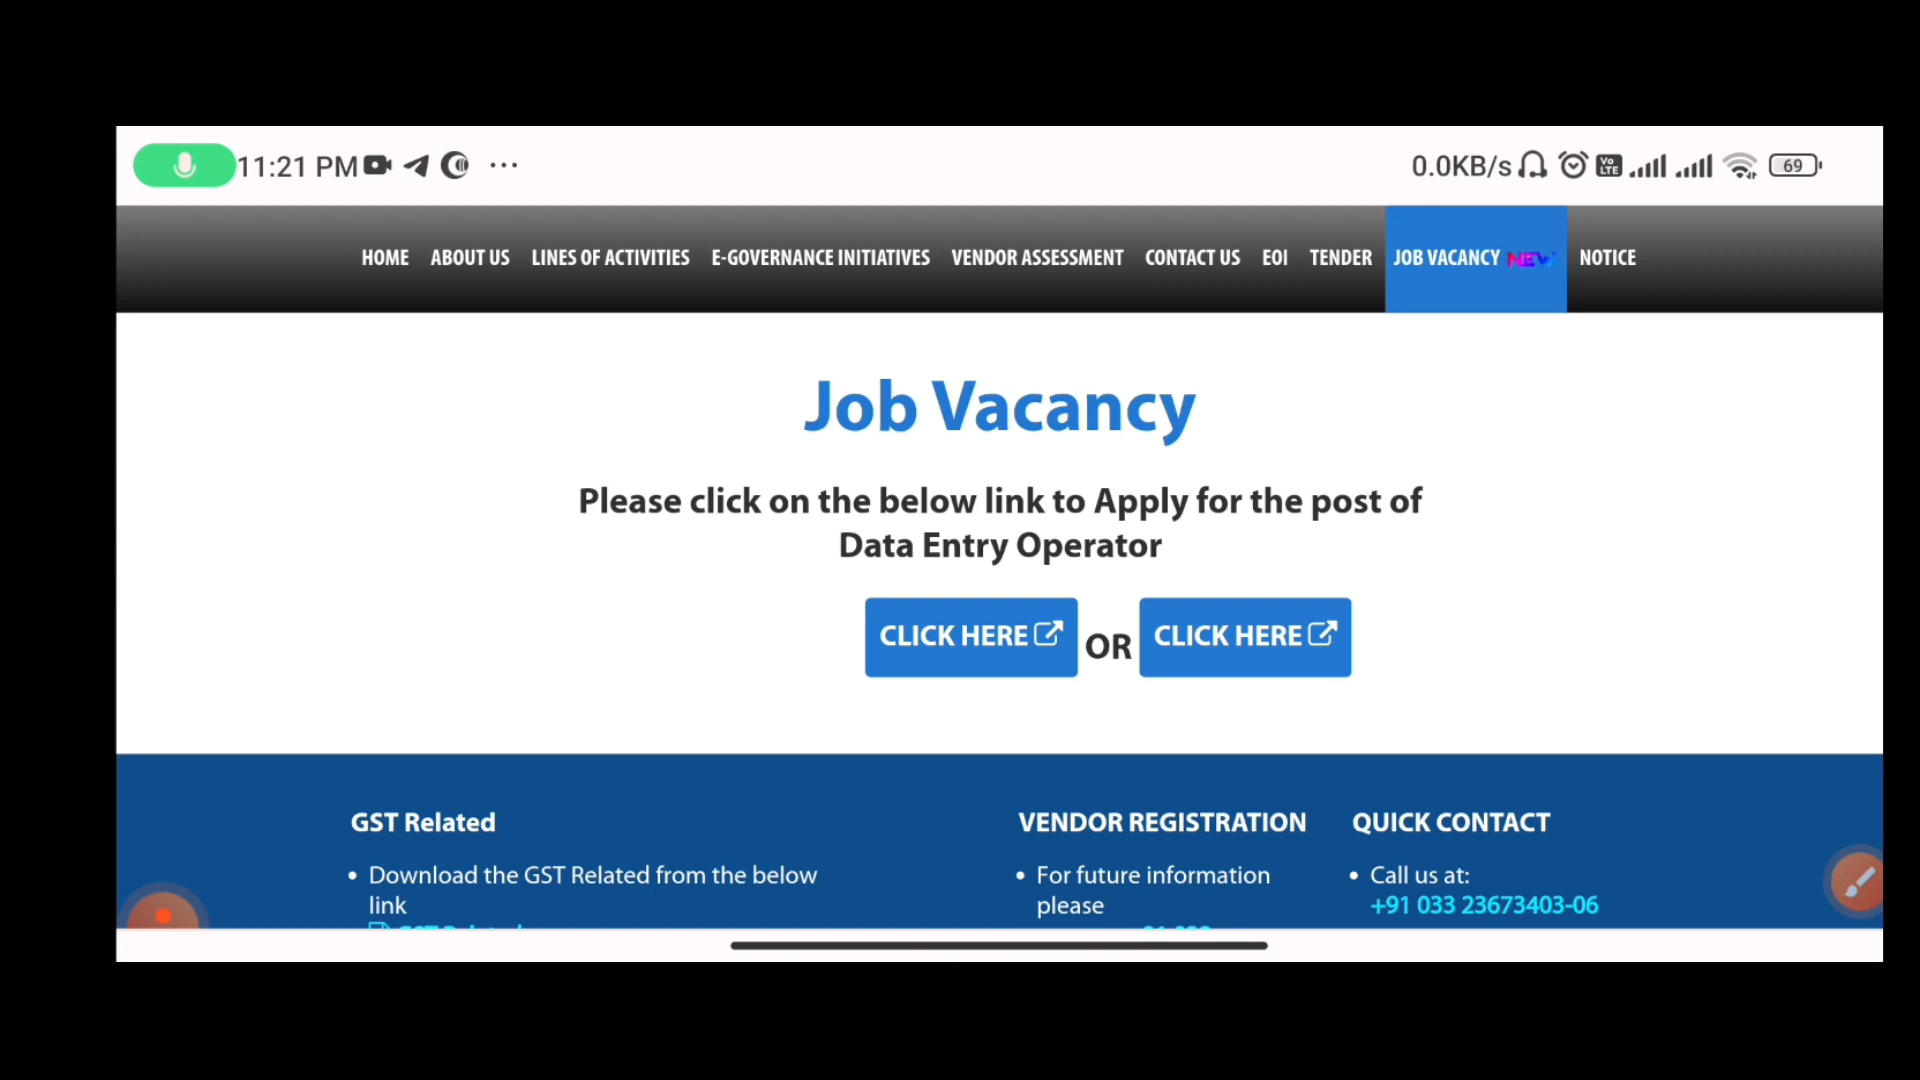 11:21 PM ... 0.0KB/s Vo LTE 69
HOME ABOUT US LINES OF ACTIVITIES E-GOVERNANCE INITIATIVES VENDOR ASSESSMENT CONTACT US EOI TENDER JOB VACANCY NEW NOTICE
Job Vacancy
Please click on the below link to Apply for the post of
Data Entry Operator
CLICK HERE OR CLICK HERE
GST Related
• Download the GST Related from the below
link
VENDOR REGISTRATION
• For future information
please
QUICK CONTACT
• Call us at:
+91 033 23673403-06